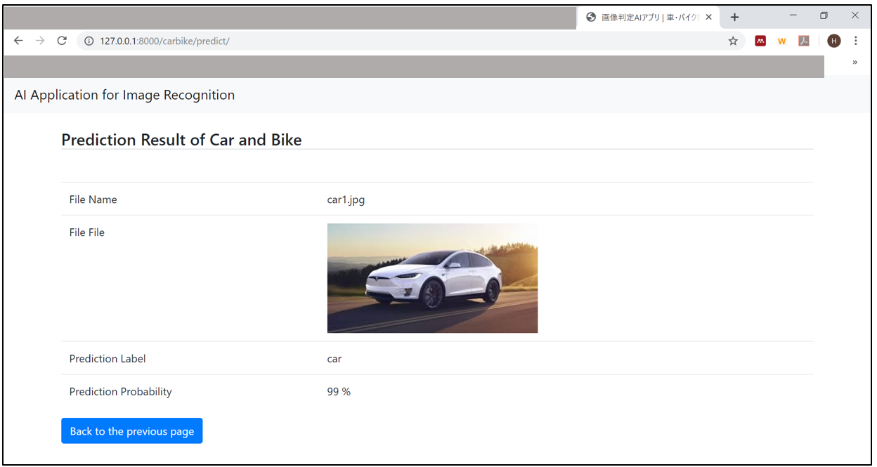 画像判定AIアプリ | 車・バイク
127.0.0.1:8000/carbike/predict/
W
H
»
AI Application for Image Recognition
Prediction Result of Car and Bike
File Name car1.jpg
File File
Prediction Label car
Prediction Probability 99 %
Back to the previous page